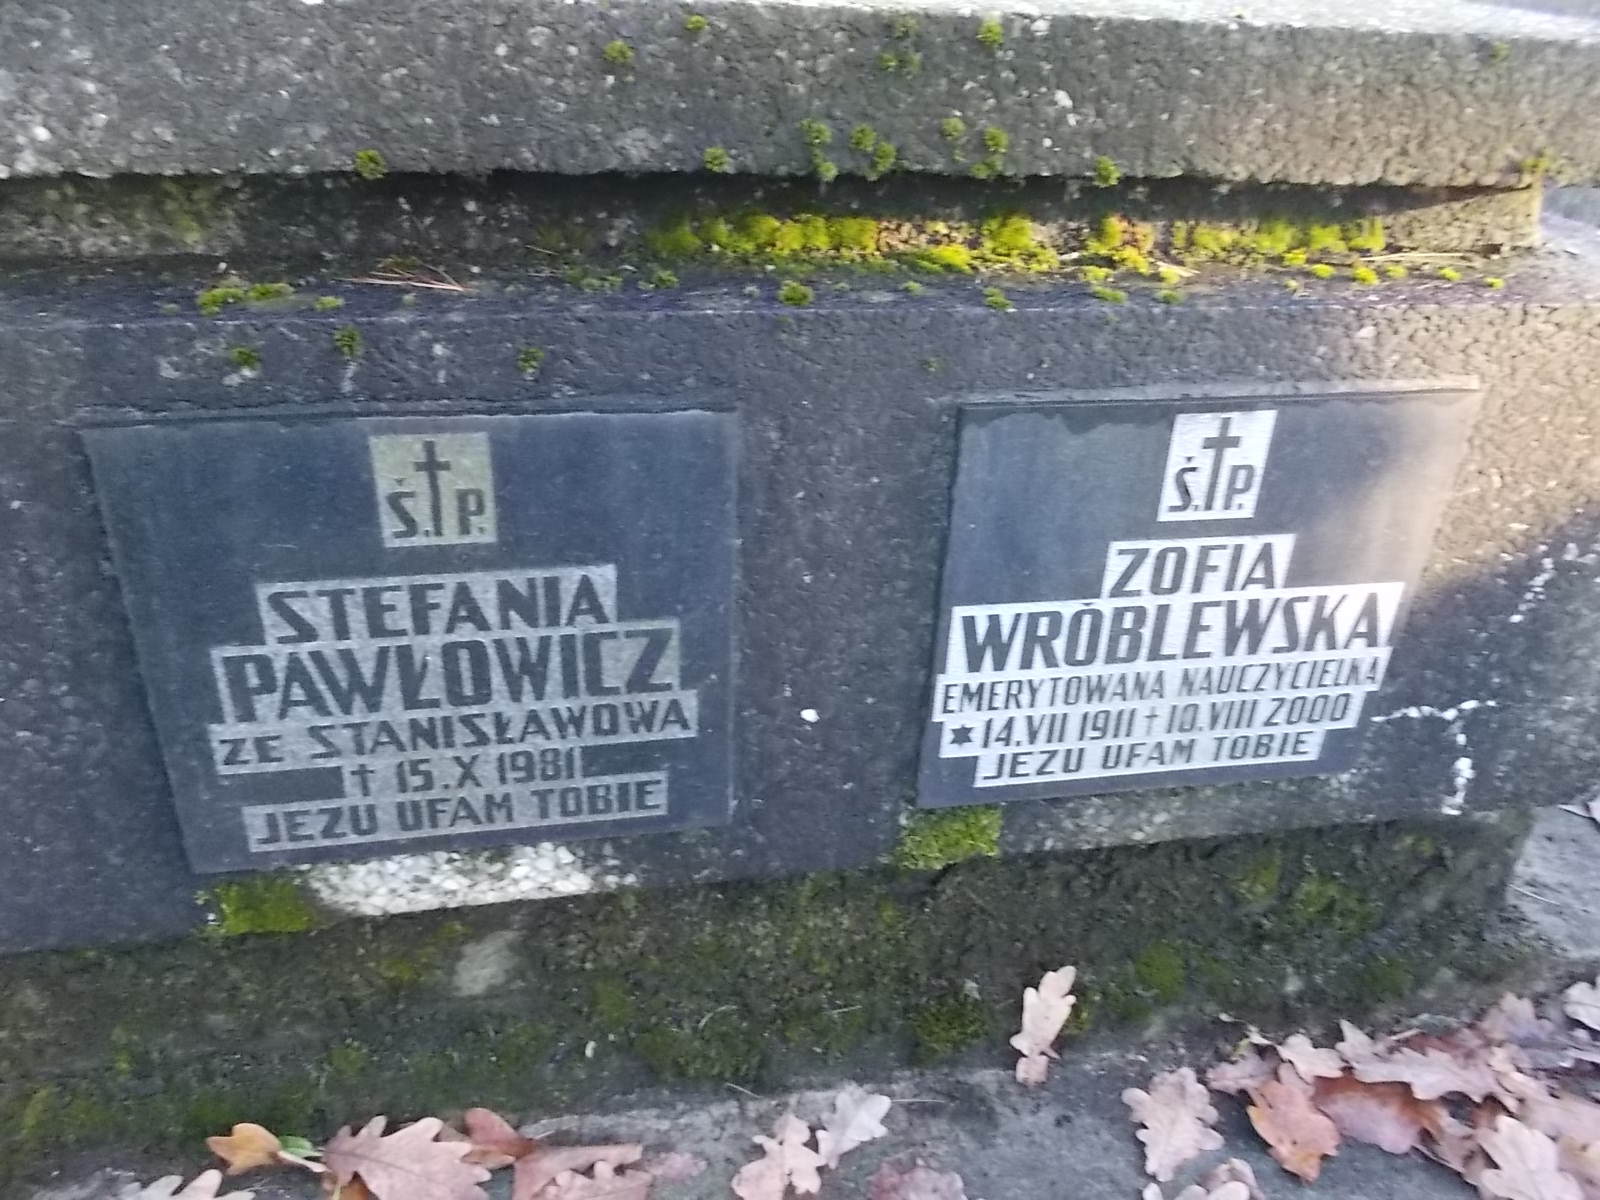 Ś.†P.
STEFANIA
PAWŁOWICZ
ZE STANISŁAWOWA
† 15.X 1981
JEZU UFAM TOBIE
Ś.†P.
ZOFIA
WRÓBLEWSKA
EMERYTOWANA NAUCZYCIELKA
✶14.VII 1911 † 10.VIII 2000
JEZU UFAM TOBIE